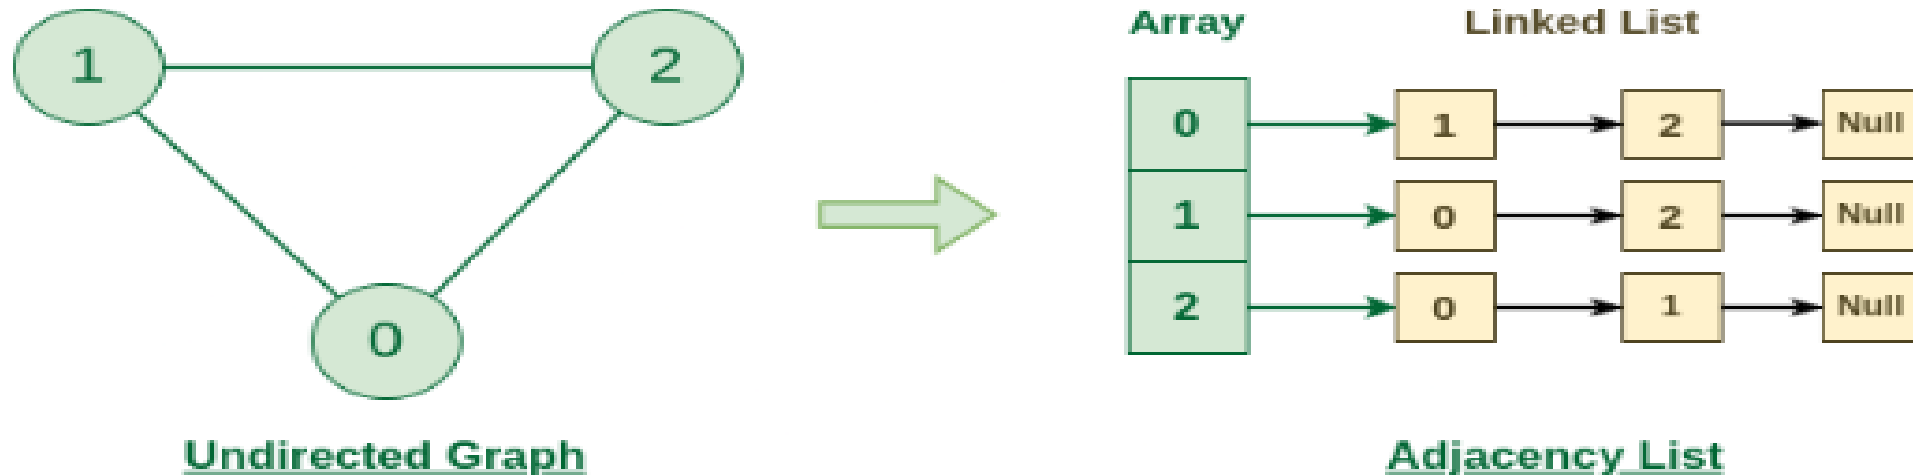 1 2
0
Undirected Graph
Array Linked List
0 1 2 Null
1 0 2 Null
2 0 1 Null
Adjacency List